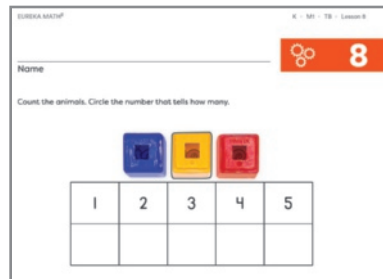 EUREKA MATH²
K ▪ M1 ▪ TB ▪ Lesson 8
8
Name
Count the animals. Circle the number that tells how many.
1 2 3 4 5